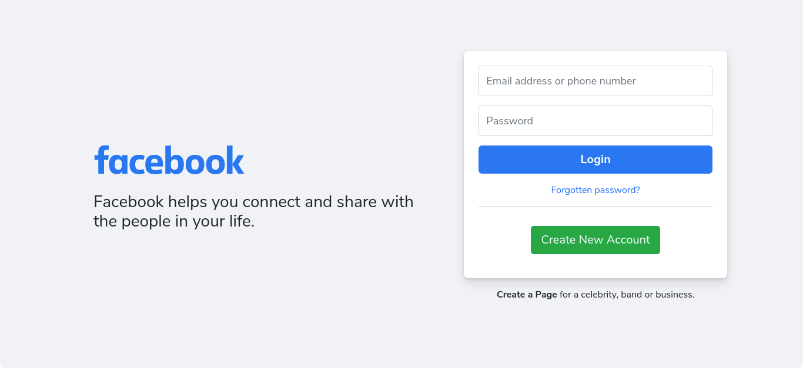 facebook
Facebook helps you connect and share with
the people in your life.
Email address or phone number
Password
Login
Forgotten password?
Create New Account
Create a Page for a celebrity, band or business.